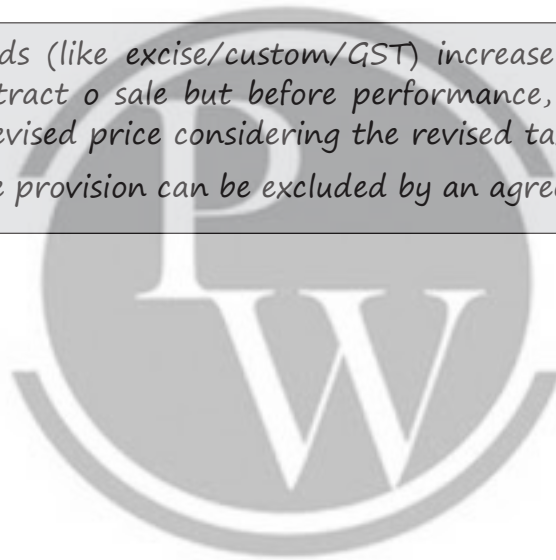 ds (like excise/custom/GST) increase
tract o sale but before performance,
evised price considering the revised ta
e provision can be excluded by an agre
PW